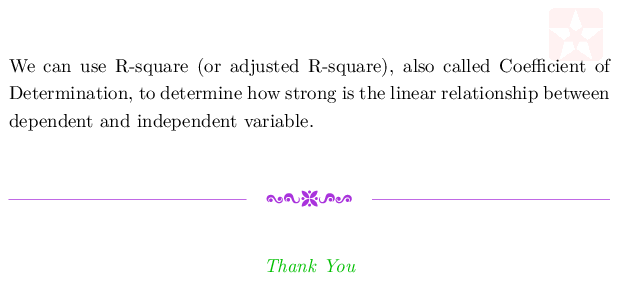 We can use R-square (or adjusted R-square), also called Coefficient of
Determination, to determine how strong is the linear relationship between
dependent and independent variable.
Thank You